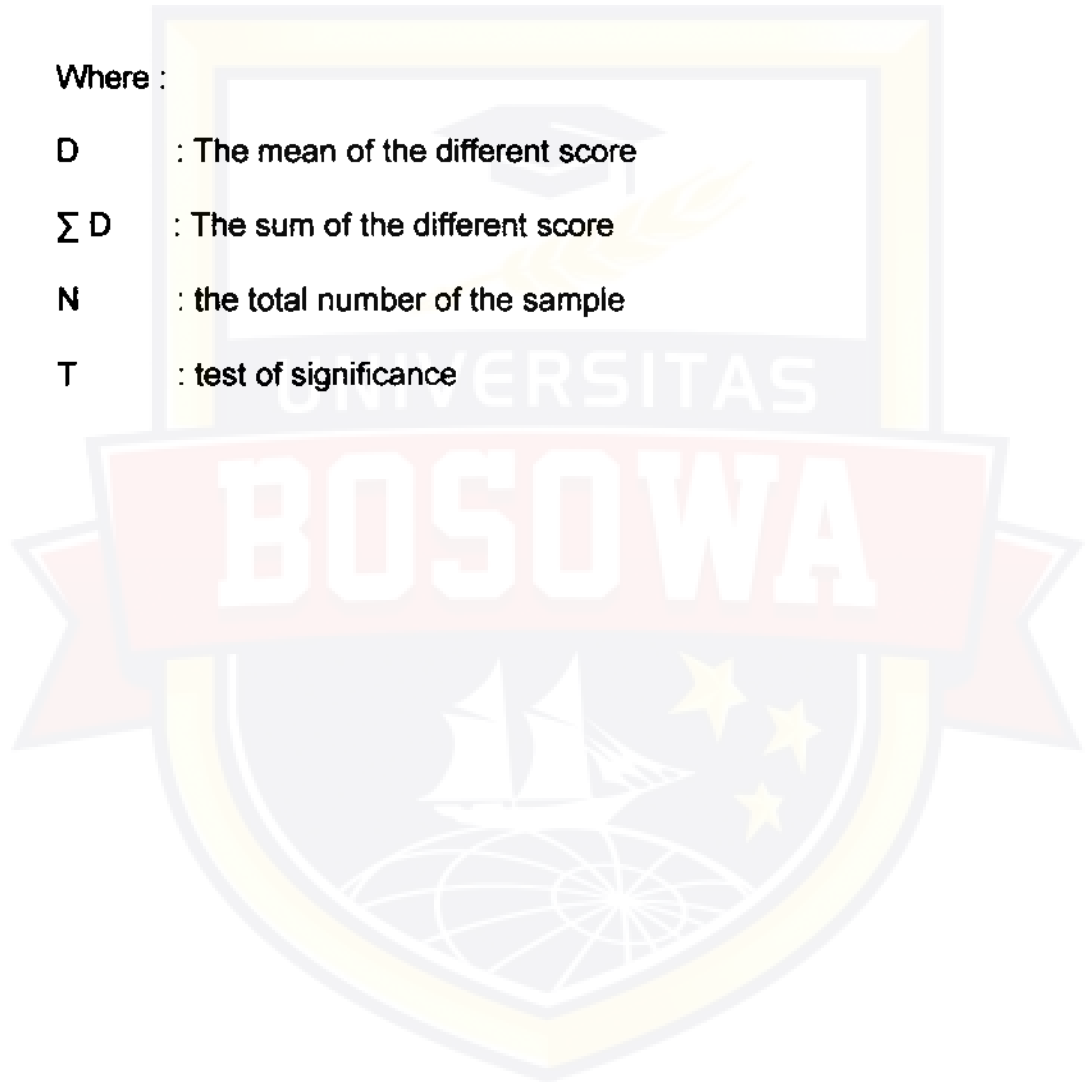 Where :
D : The mean of the different score
∑ D : The sum of the different score
N : the total number of the sample
T : test of significance
UNIVERSITAS
BOSOWA